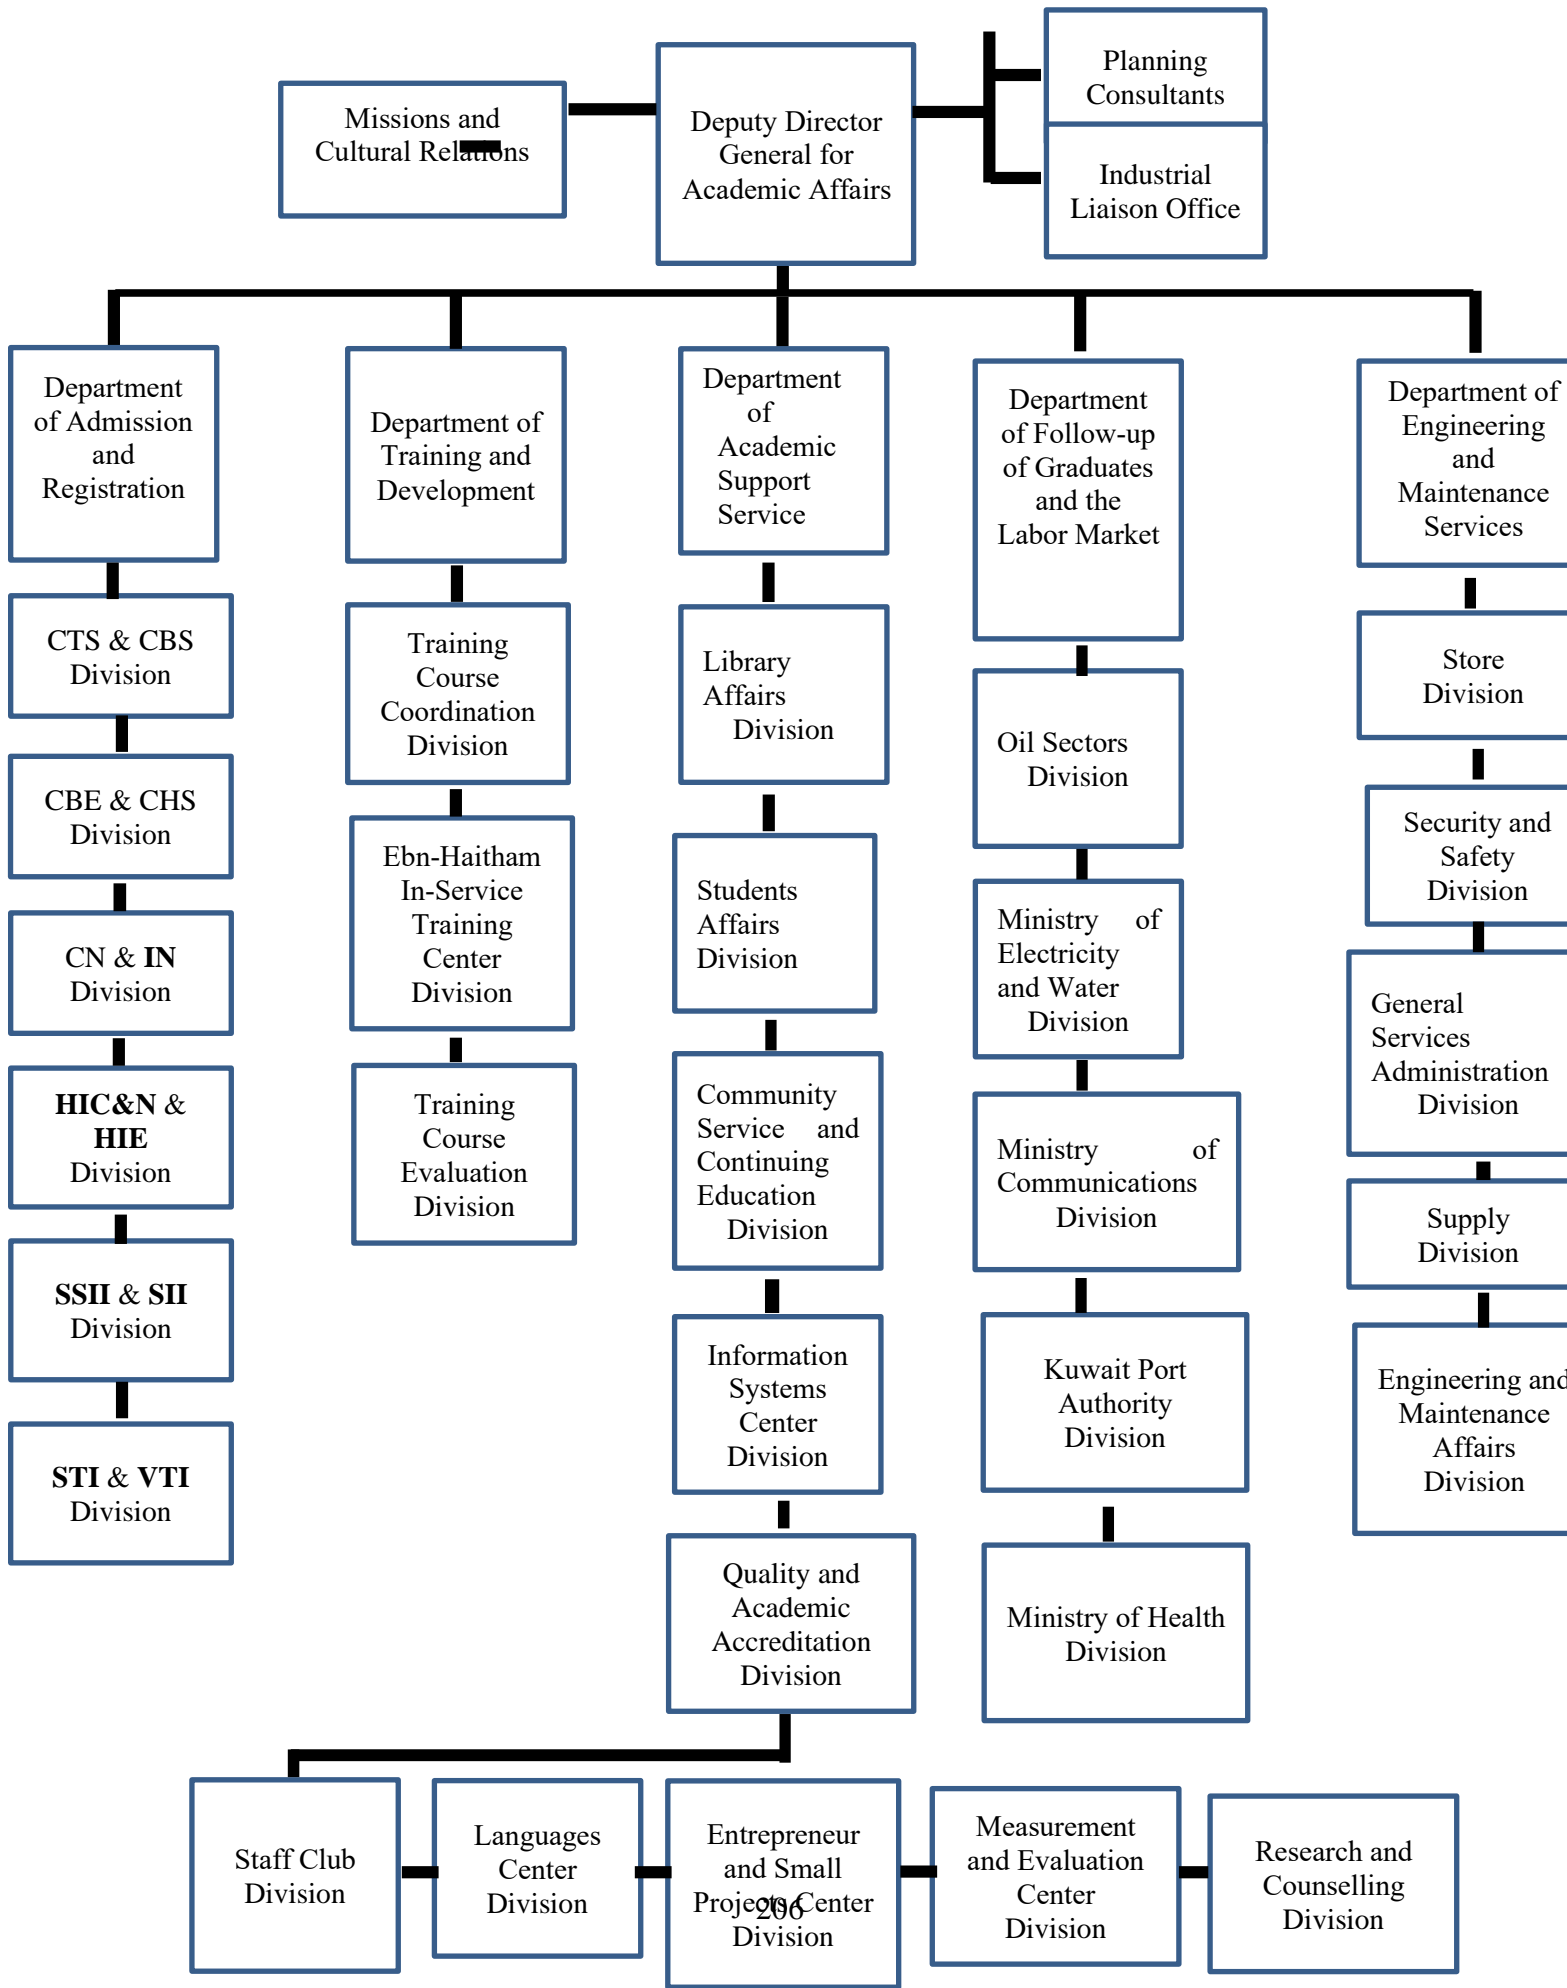 Missions and
Cultural Relations
Deputy Director
General for
Academic Affairs
Planning
Consultants
Industrial
Liaison Office
Department
of Admission
and
Registration
CTS & CBS
Division
CBE & CHS
Division
CN & IN
Division
HIC&N &
HIE
Division
SSII & SII
Division
STI & VTI
Division
Department of
Training and
Development
Training
Course
Coordination
Division
Ebn-Haitham
In-Service
Training
Center
Division
Training
Course
Evaluation
Division
Department
of
Academic
Support
Service
Library
Affairs
Division
Students
Affairs
Division
Community
Service and
Continuing
Education
Division
Information
Systems
Center
Division
Quality and
Academic
Accreditation
Division
Department
of Follow-up
of Graduates
and the
Labor Market
Oil Sectors
Division
Ministry of
Electricity
and Water
Division
Ministry of
Communications
Division
Kuwait Port
Authority
Division
Ministry of Health
Division
Department of
Engineering
and
Maintenance
Services
Store
Division
Security and
Safety
Division
General
Services
Administration
Division
Supply
Division
Engineering and
Maintenance
Affairs
Division
Staff Club
Division
Languages
Center
Division
Entrepreneur
and Small
Projects Center
Division
Measurement
and Evaluation
Center
Division
Research and
Counselling
Division
206